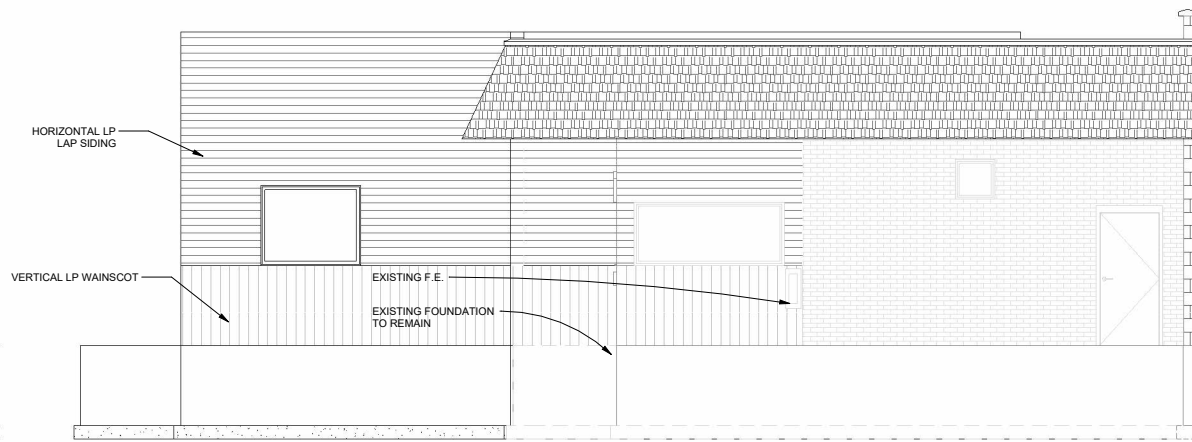 HORIZONTAL LP
LAP SIDING
VERTICAL LP WAINSCOT
EXISTING F.E.
EXISTING FOUNDATION
TO REMAIN